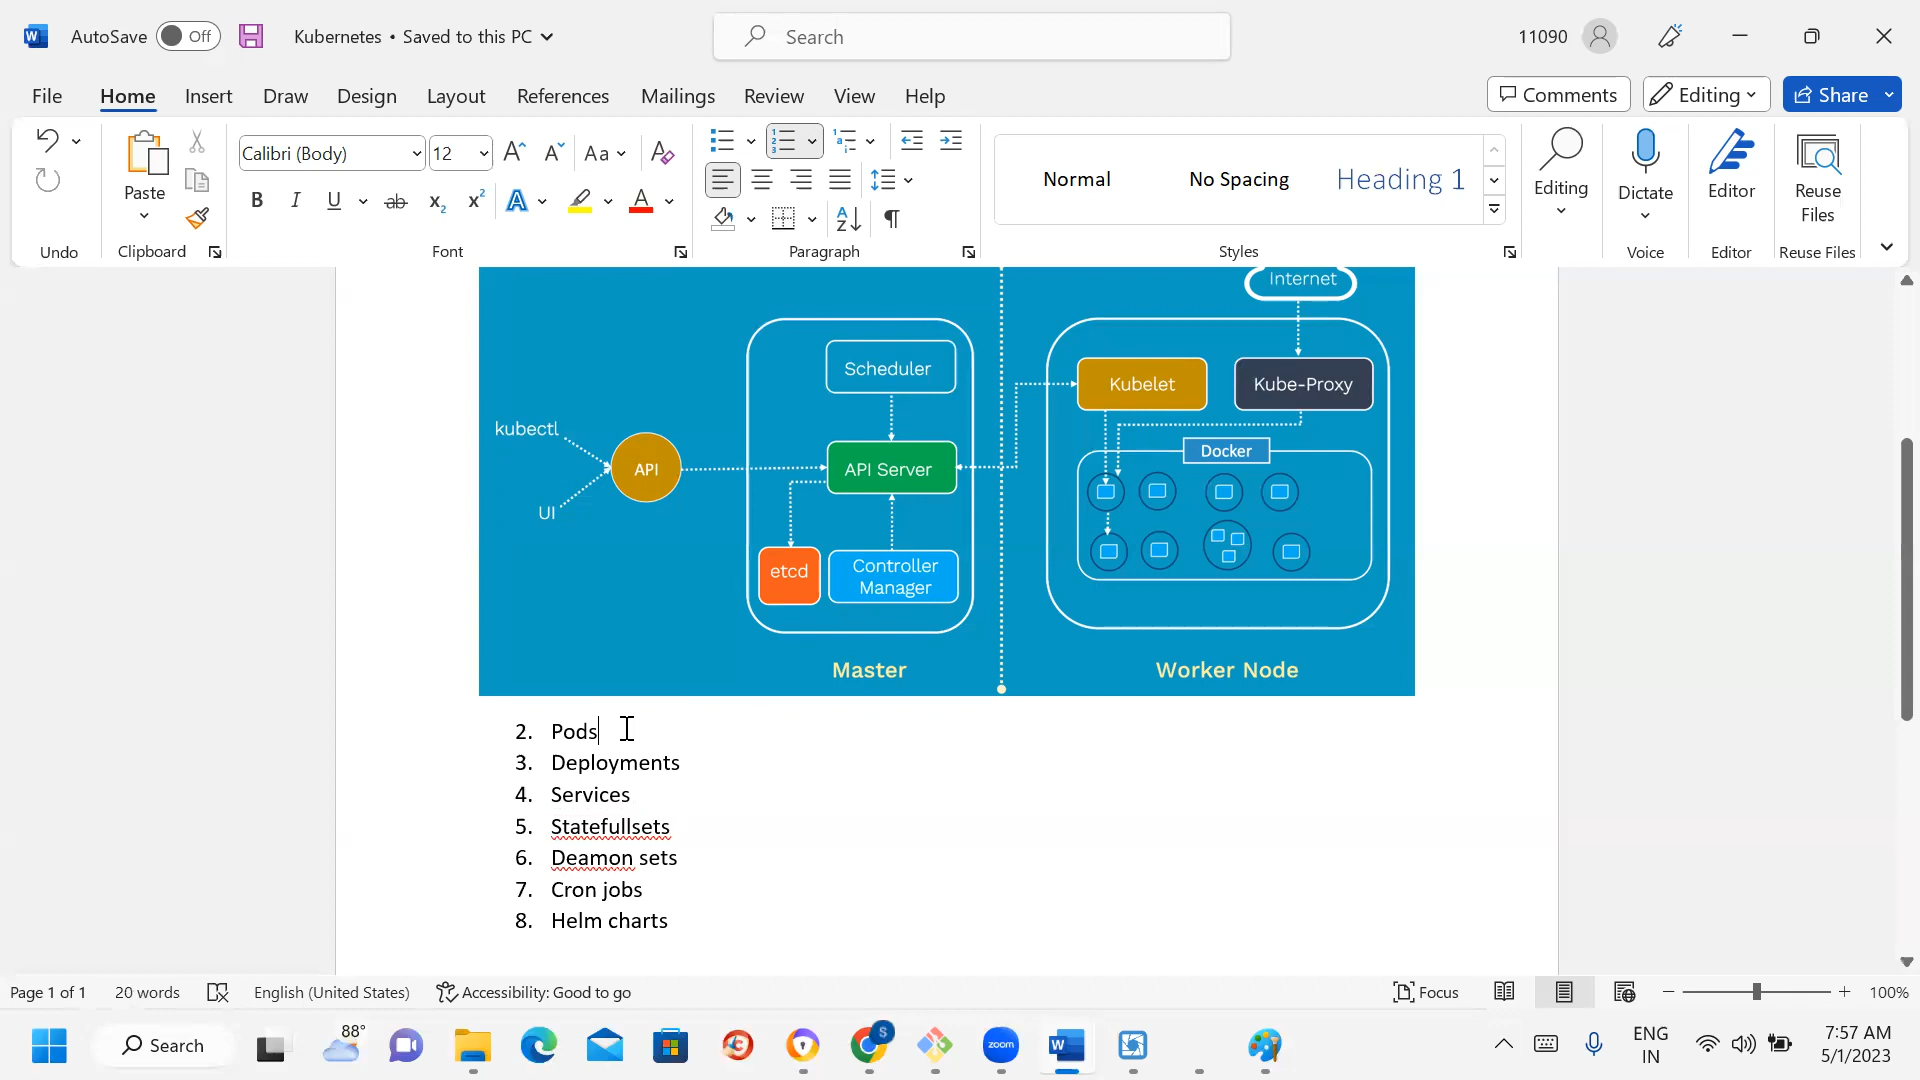 AutoSave Off Kubernetes • Saved to this PC Search 11090
File Home Insert Draw Design Layout References Mailings Review View Help Comments Editing Share
Calibri (Body) 12 Aa
Paste
B I U ab x₂ x² A A
Normal No Spacing Heading 1
Editing Dictate Editor Reuse Files
Undo Clipboard Font Paragraph Styles Voice Editor Reuse Files
Internet
Scheduler
Kubelet Kube-Proxy
kubectl
Docker
API API Server
UI
etcd Controller
Manager
Master Worker Node
2. Pods
3. Deployments
4. Services
5. Statefullsets
6. Deamon sets
7. Cron jobs
8. Helm charts
Page 1 of 1 20 words English (United States) Accessibility: Good to go Focus 100%
Search 88° S zoom ENG IN 7:57 AM
5/1/2023